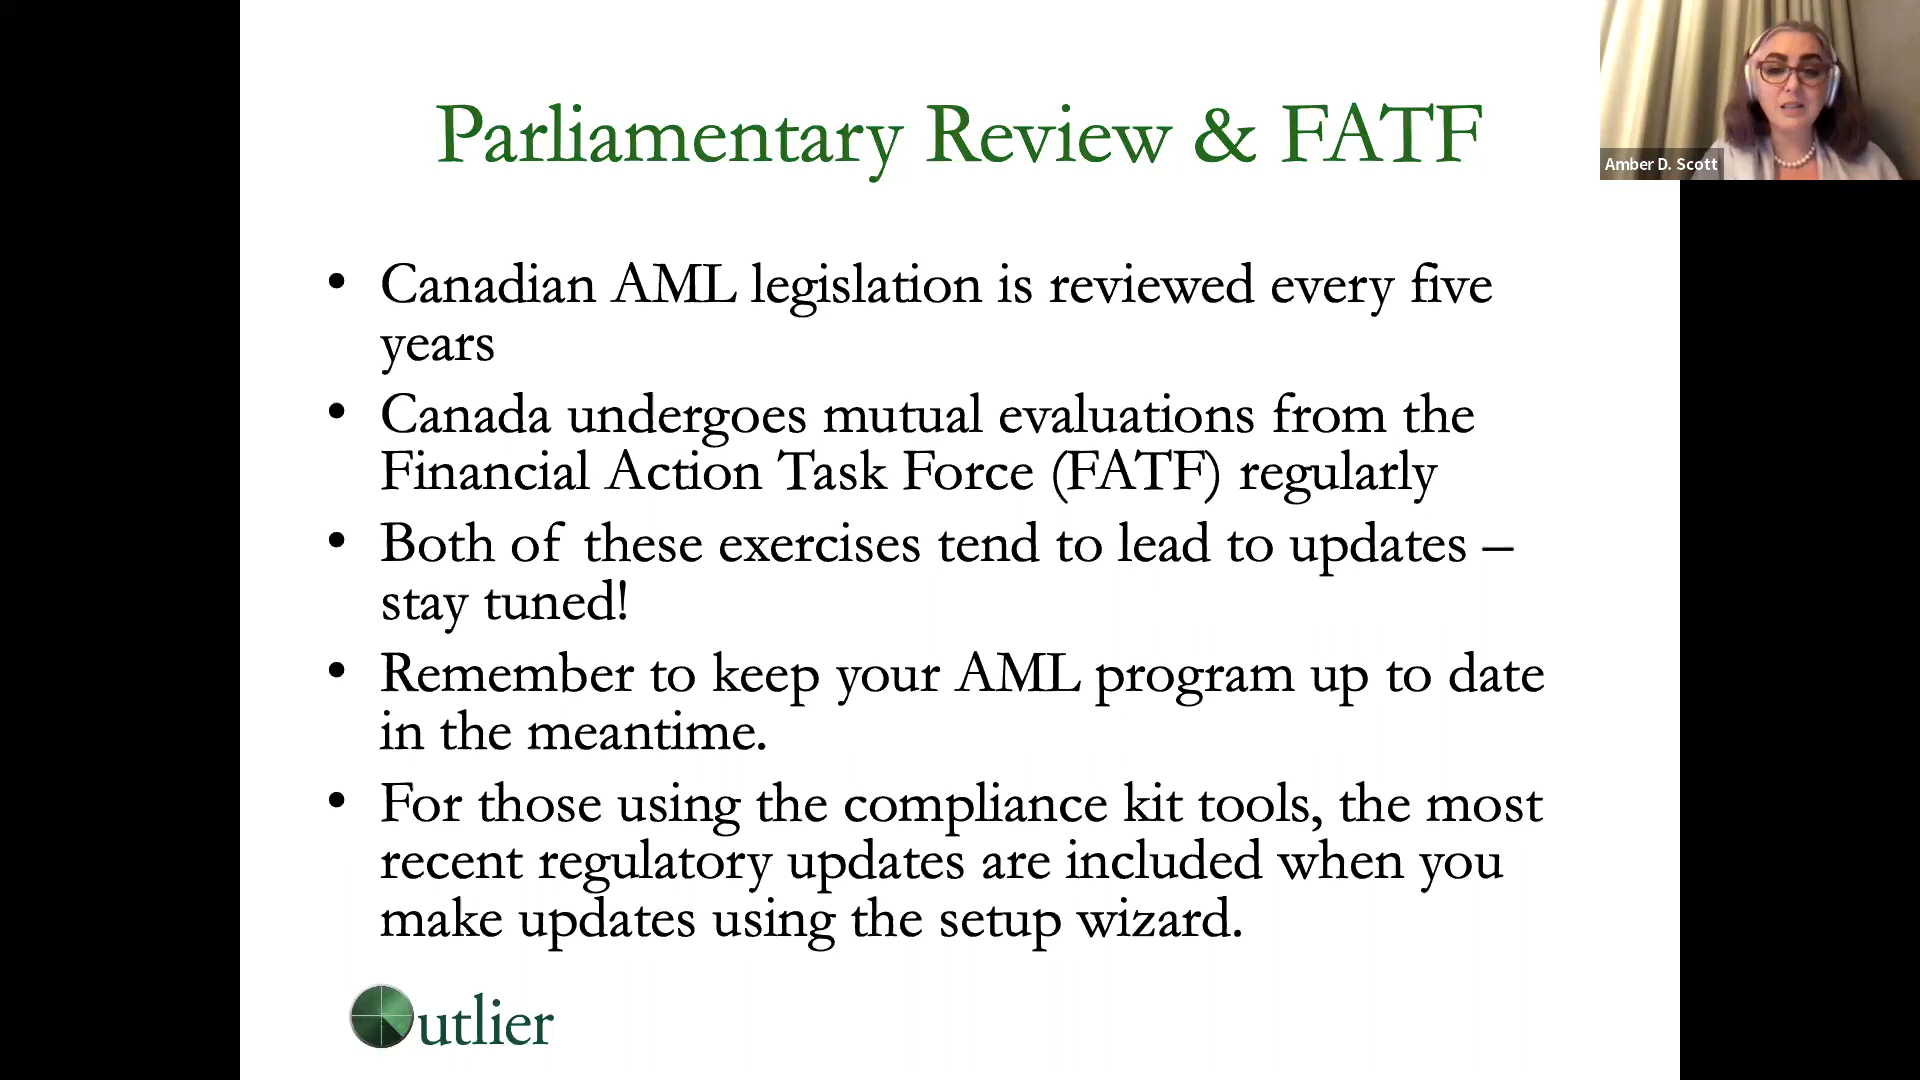 Parliamentary Review & FATF
Amber D. Scott
• Canadian AML legislation is reviewed every five
years
• Canada undergoes mutual evaluations from the
Financial Action Task Force (FATF) regularly
• Both of these exercises tend to lead to updates –
stay tuned!
• Remember to keep your AML program up to date
in the meantime.
• For those using the compliance kit tools, the most
recent regulatory updates are included when you
make updates using the setup wizard.
Outlier